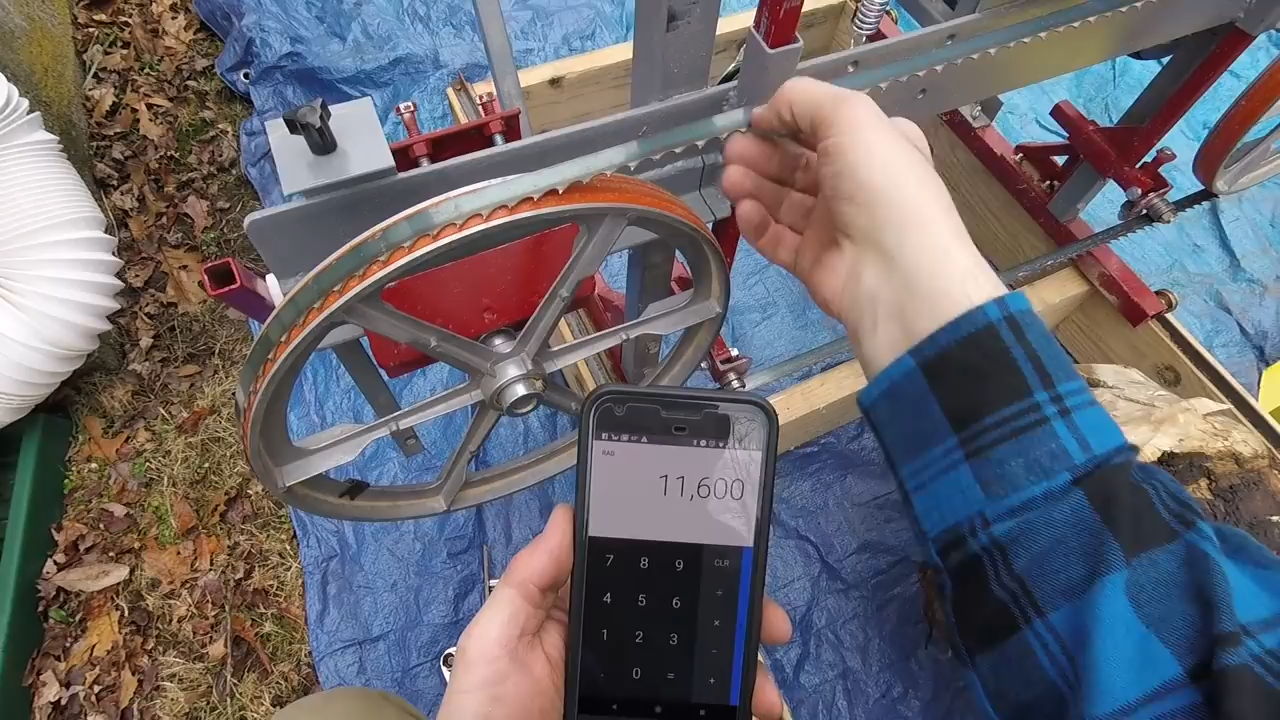 RAD
11,600
7 8 9 CLR
4 5 6 ÷
1 2 3 ×
. 0 = -
+